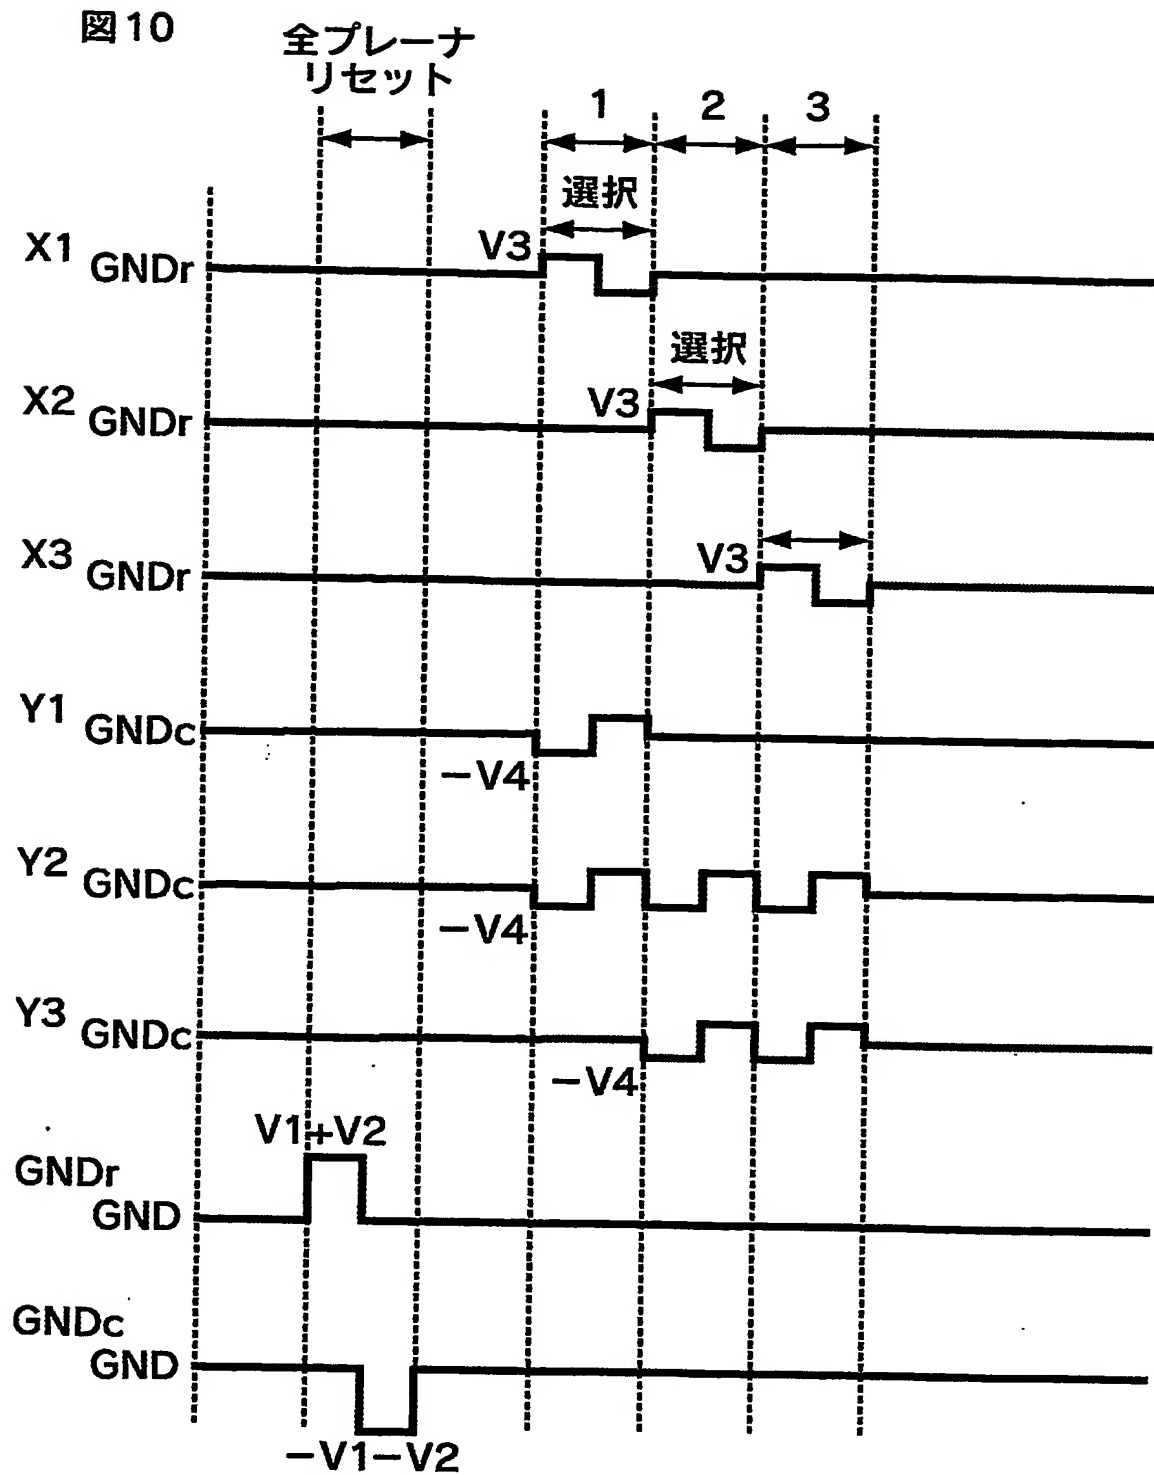 図10
全プレーナ
リセット
1
2
3
選択
X1
GNDr
V3
選択
X2
GNDr
V3
X3
GNDr
V3
Y1
GNDc
−V4
Y2
GNDc
−V4
Y3
GNDc
−V4
V1+V2
GNDr
GND
GNDc
GND
−V1−V2